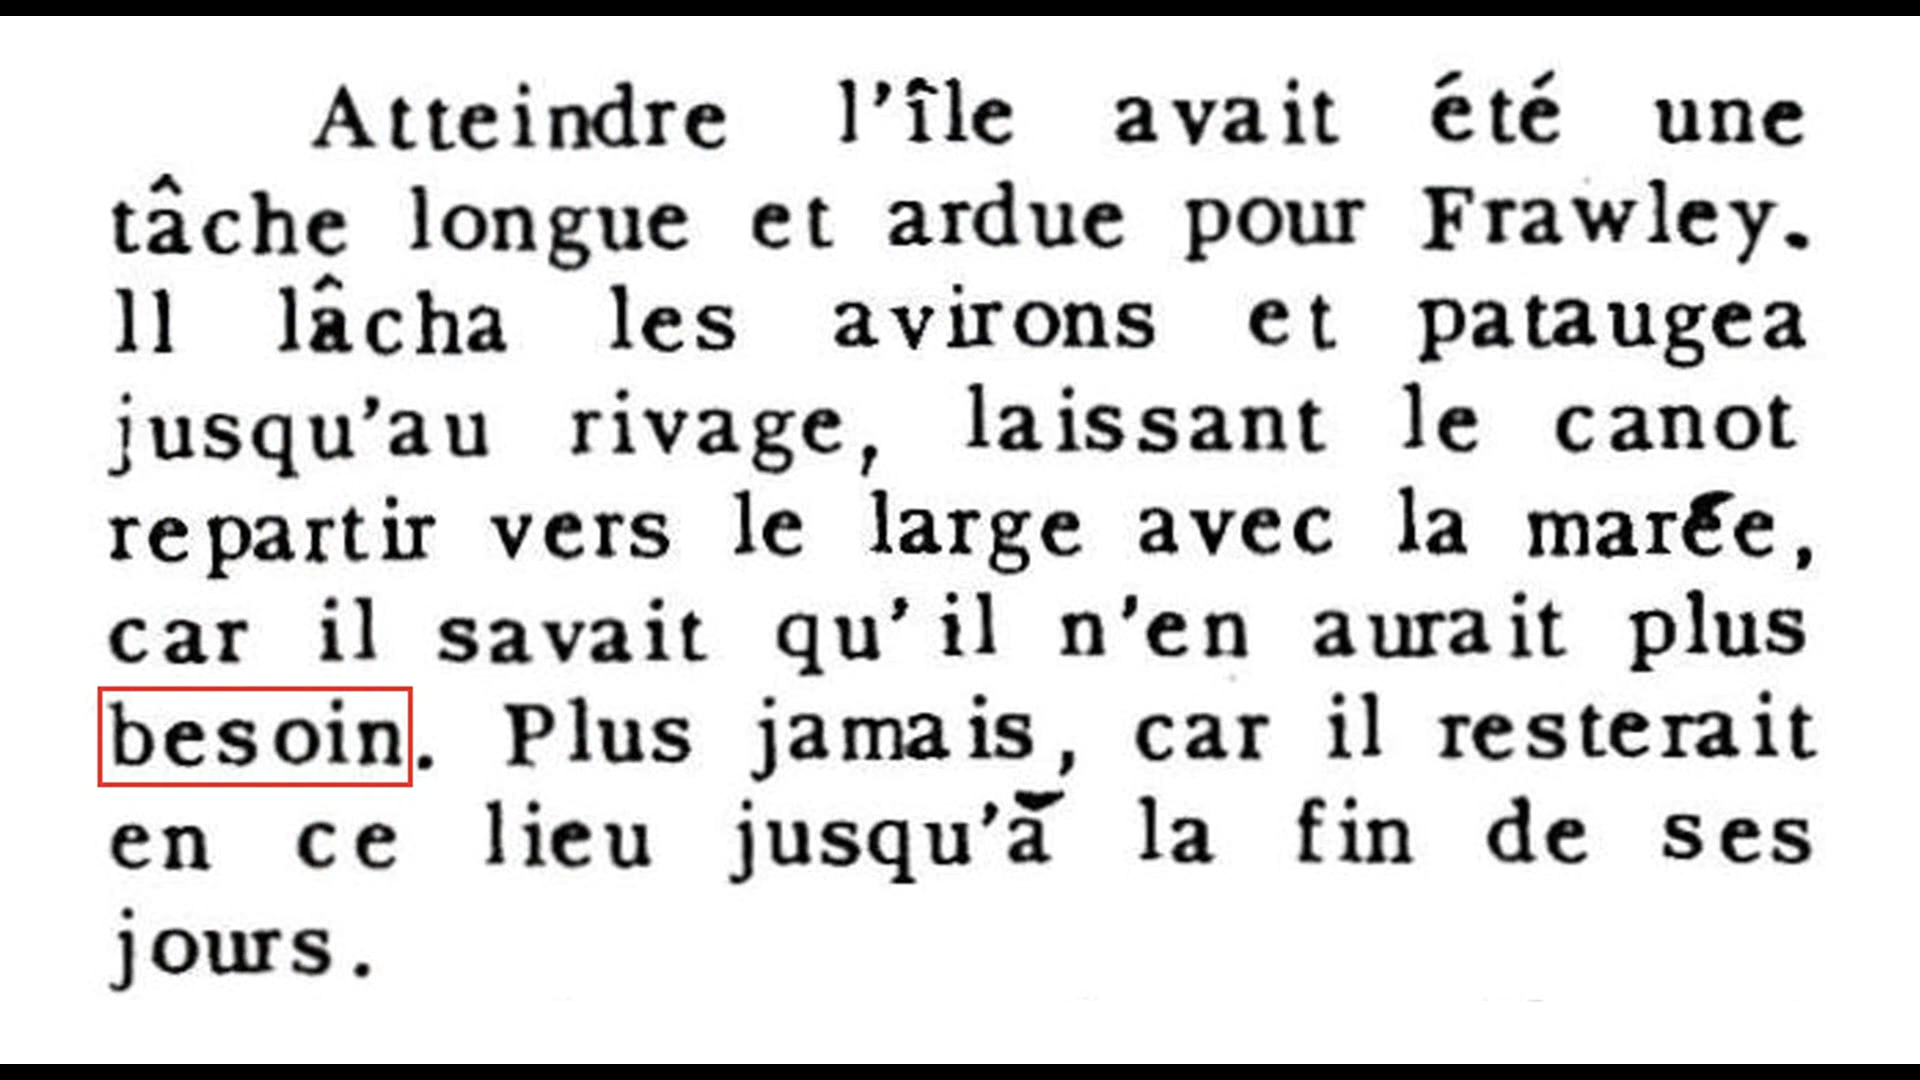 Atteindre l'île avait été une
tâche longue et ardue pour Frawley.
Il lâcha les avirons et pataugea
jusqu'au rivage, laissant le canot
repartir vers le large avec la marée,
car il savait qu'il n'en aurait plus
besoin. Plus jamais, car il resterait
en ce lieu jusqu'à la fin de ses
jours.